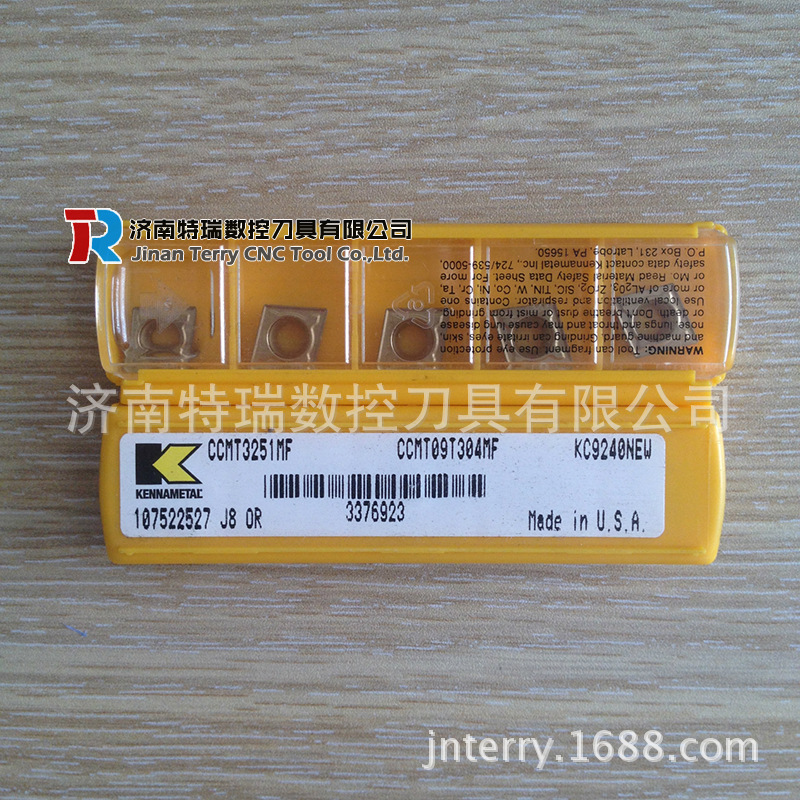 TR 济南特瑞数控刀具有限公司
Jinan Terry CNC Tool Co.,Ltd.
WARNING: Tool can fragment. Use eye protection
and machine guard. Grinding can irritate eyes, skin,
nose, lungs & throat and may cause lung disease
or death. Don't breathe dust or mist from grinding.
Use local ventilation and respirator. Contains one
or more: Al2O3, ZrO2, SiC, TiN, W, Co, Ni, Cr, Ta,
or Mo. Read Material Safety Data Sheet. For
safety data contact Kennametal Inc. 724/539-5000,
P.O. Box 231, Latrobe, PA 15650.
济南特瑞数控刀具有限公司
CCMT3251MF CCMT09T304MF KC9240NEW
KENNAMETAL
107522527 J8 OR 3376923 Made in U.S.A.
jnterry.1688.com